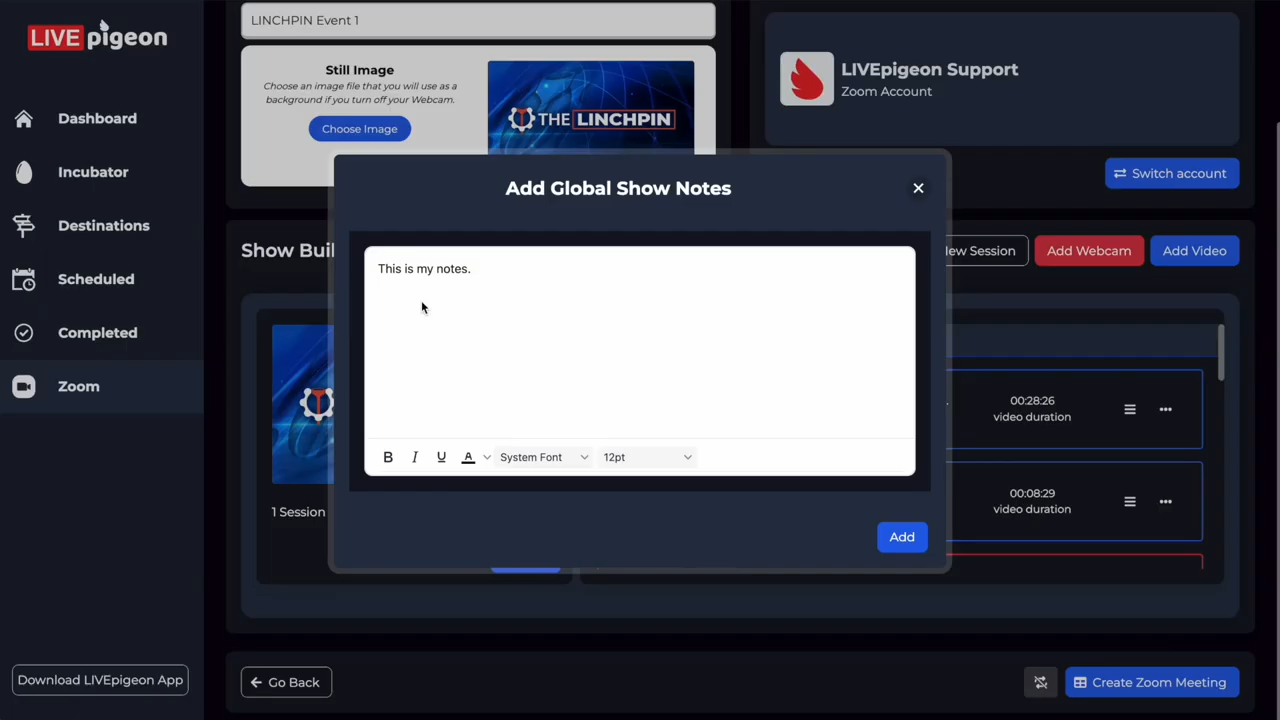 LIVEpigeon
Dashboard
Incubator
Destinations
Scheduled
Completed
Zoom
Download LIVEpigeon App
LINCHPIN Event 1
Still Image
Choose an image file that you will use as a
background if you turn off your Webcam.
Choose Image
THE LINCHPIN
LIVEpigeon Support
Zoom Account
Switch account
Show Buil
ew Session
Add Webcam
Add Video
Add Global Show Notes
This is my notes.
B I U A System Font 12pt
Add
1 Session
00:28:26
video duration
00:08:29
video duration
Go Back
Create Zoom Meeting